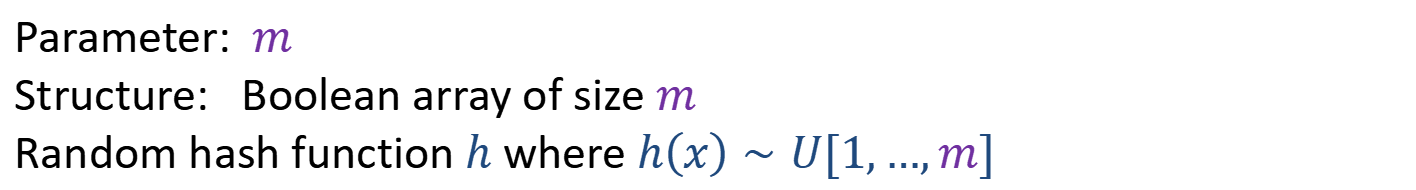 Parameter: m
Structure: Boolean array of size m
Random hash function h where h(x) ~ U[1, ..., m]